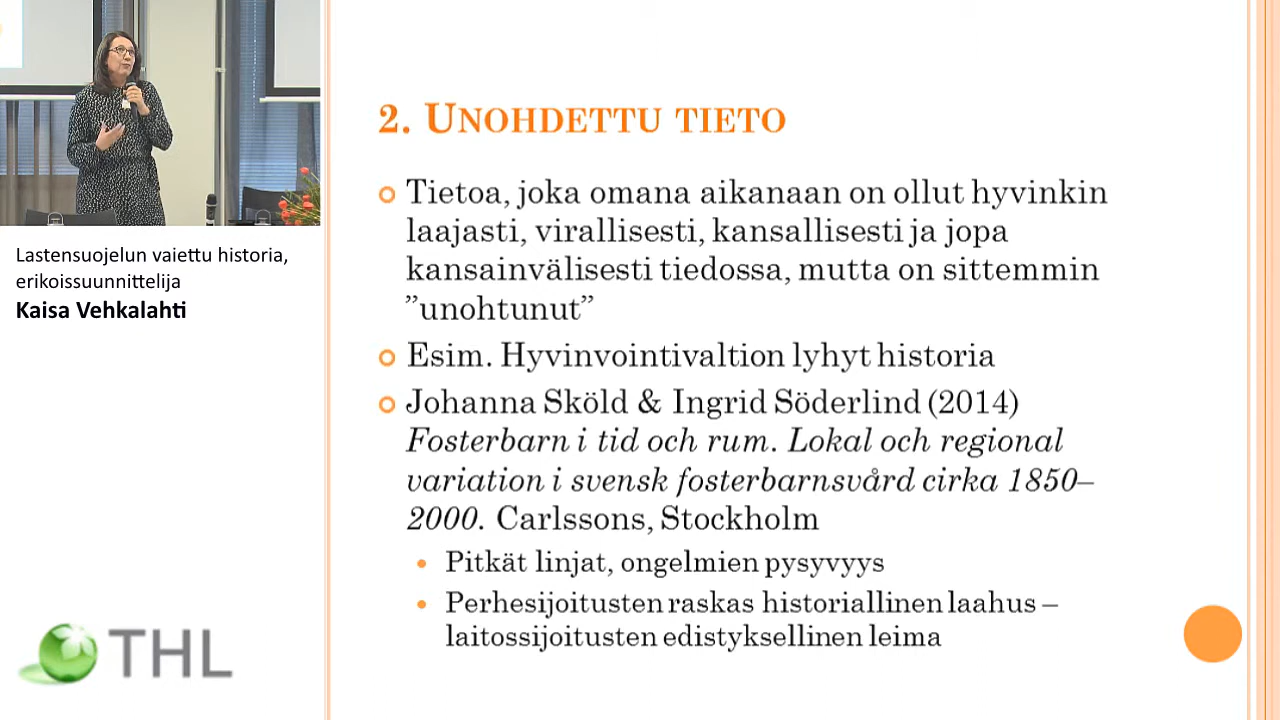 Lastensuojelun vaiettu historia,
erikoissuunnittelija
Kaisa Vehkalahti
THL
2. Unohdettu tieto
Tietoa, joka omana aikanaan on ollut hyvinkin
laajasti, virallisesti, kansallisesti ja jopa
kansainvälisesti tiedossa, mutta on sittemmin
”unohtunut”
Esim. Hyvinvointivaltion lyhyt historia
Johanna Sköld & Ingrid Söderlind (2014)
Fosterbarn i tid och rum. Lokal och regional
variation i svensk fosterbarnsvård cirka 1850–
2000. Carlssons, Stockholm
Pitkät linjat, ongelmien pysyvyys
Perhesijoitusten raskas historiallinen laahus –
laitossijoitusten edistyksellinen leima